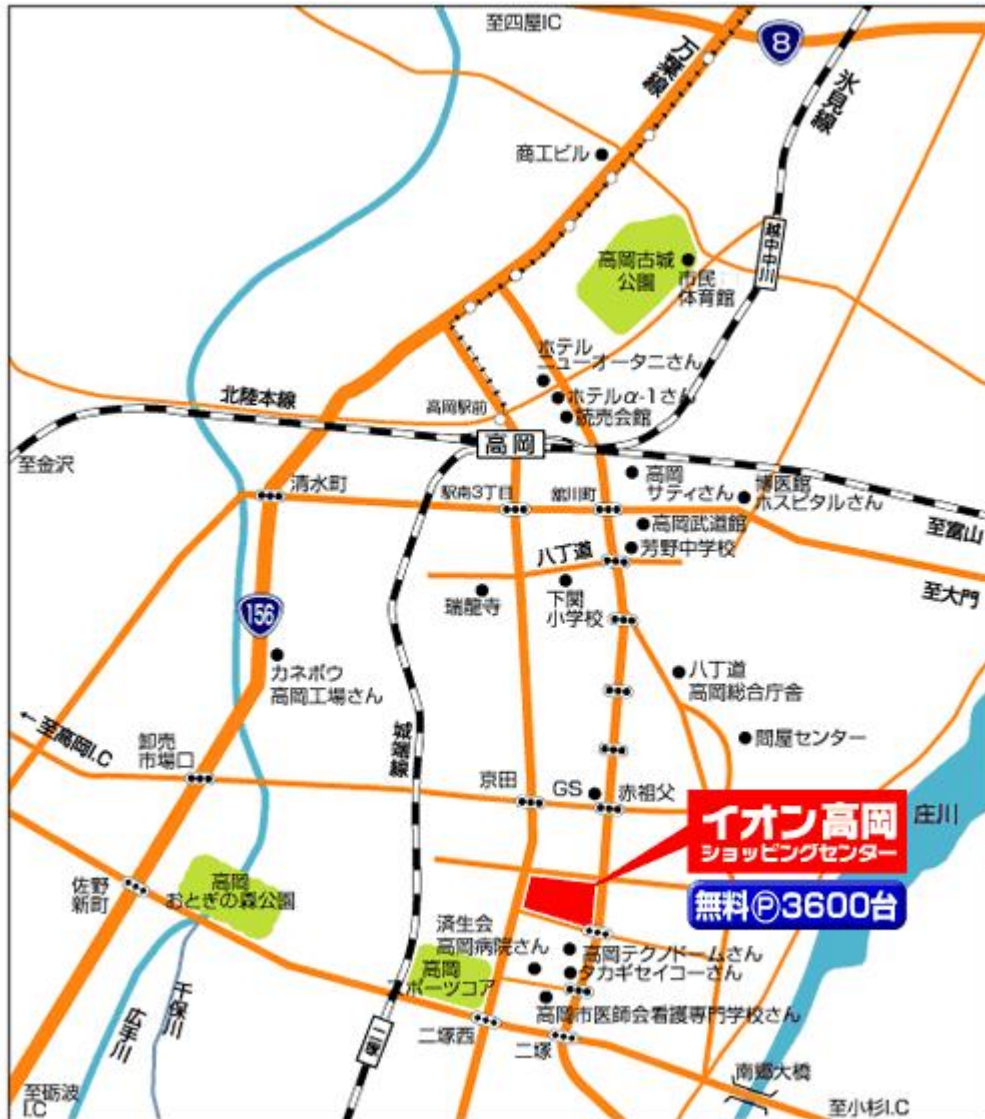 至四屋IC
8
万葉線
氷見線
商工ビル
越中中川
高岡古城
公園
市民
体育館
ホテル
ニューオータニさん
北陸本線
高岡駅前
ホテルα-1さん
読売会館
高岡
至金沢
清水町
駅南3丁目
舘川町
高岡
サティさん
博医館
ホスピタルさん
高岡武道館
至富山
八丁道
芳野中学校
至大門
瑞龍寺
下関
小学校
156
カネボウ
高岡工場さん
八丁道
高岡総合庁舎
←至高岡I.C
卸売
市場口
城端線
問屋センター
京田
GS
赤祖父
イオン高岡
ショッピングセンター
庄川
無料Ⓟ3600台
佐野
新町
高岡
おとぎの森公園
済生会
高岡病院さん
高岡テクノドームさん
タカギセイコーさん
高岡
スポーツコア
高岡市医師会看護専門学校さん
千保川
広手川
二塚
二塚西
二塚
南郷大橋
至砺波
I.C
至小杉I.C